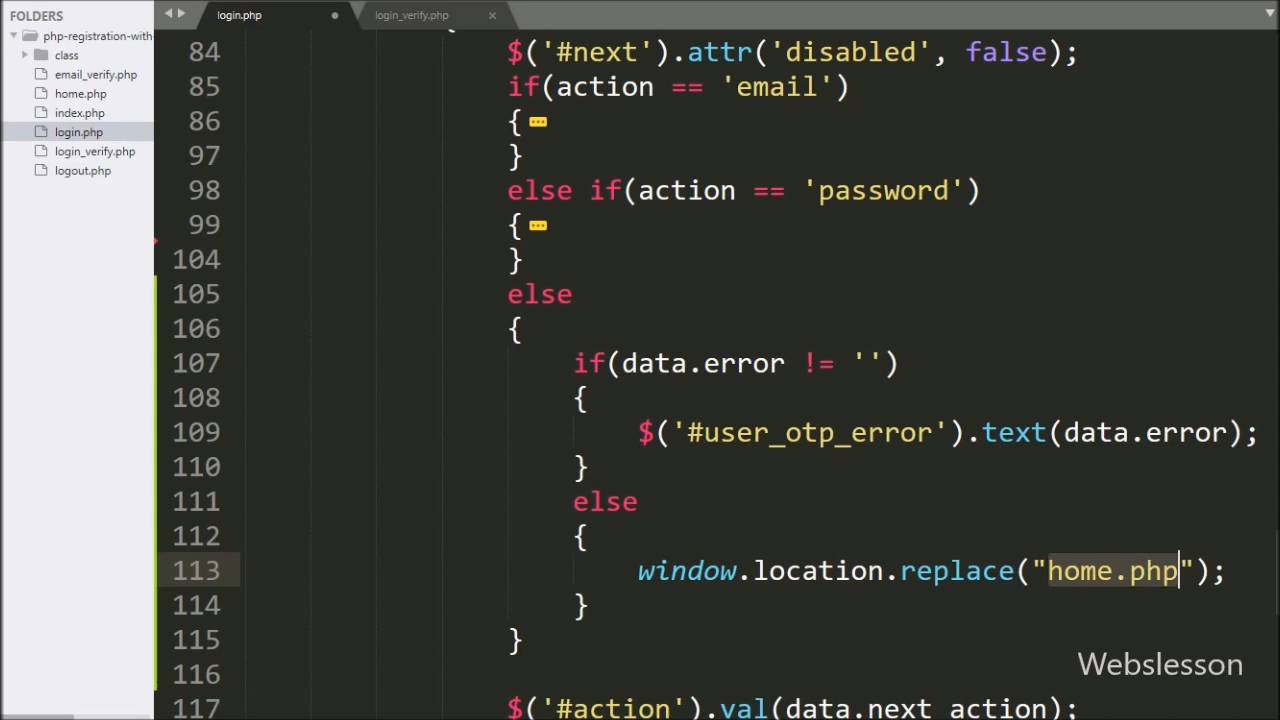 FOLDERS
php-registration-with
class
email_verify.php
home.php
index.php
login.php
login_verify.php
logout.php
login.php
login_verify.php
84 $('#next').attr('disabled', false);
85 if(action == 'email')
86 {
97 }
98 else if(action == 'password')
99 {
104 }
105 else
106 {
107 if(data.error != '')
108 {
109 $('#user_otp_error').text(data.error);
110 }
111 else
112 {
113 window.location.replace("home.php");
114 }
115 }
116
117 $('#action').val(data.next_action);
Webslesson